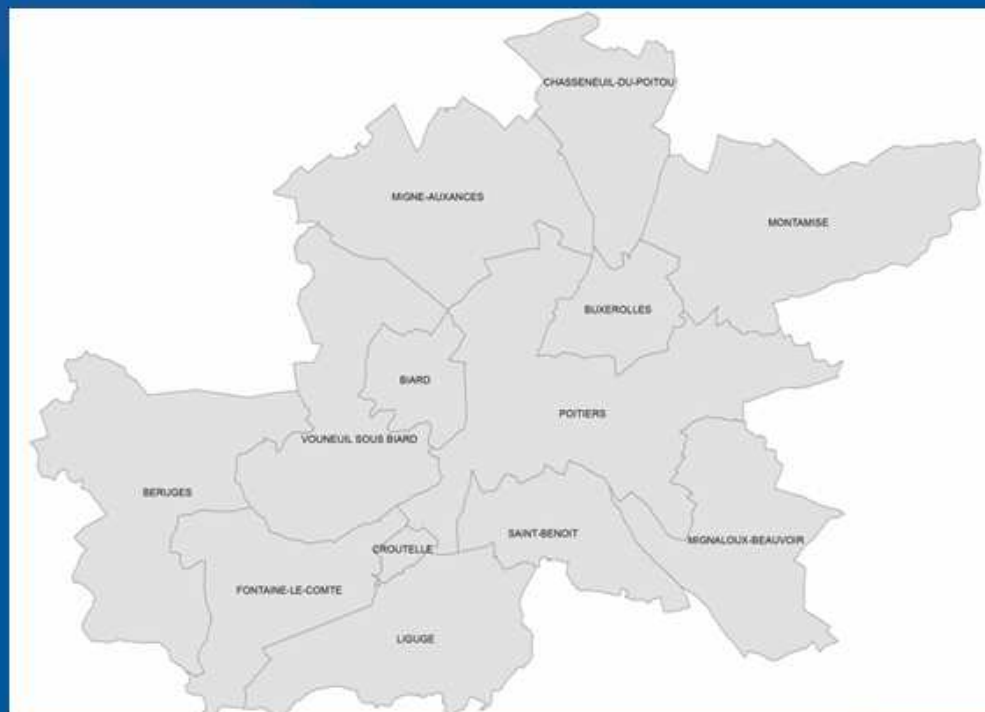 CHASSENEUIL-DU-POITOU
MIGNE-AUXANCES
MONTAMISE
BUXEROLLES
BIARD
POITIERS
VOUNEUIL SOUS BIARD
BERUGES
SAINT-BENOIT
MIGNALOUX-BEAUVOIR
CROUTELLE
FONTAINE-LE-COMTE
LIGUGE